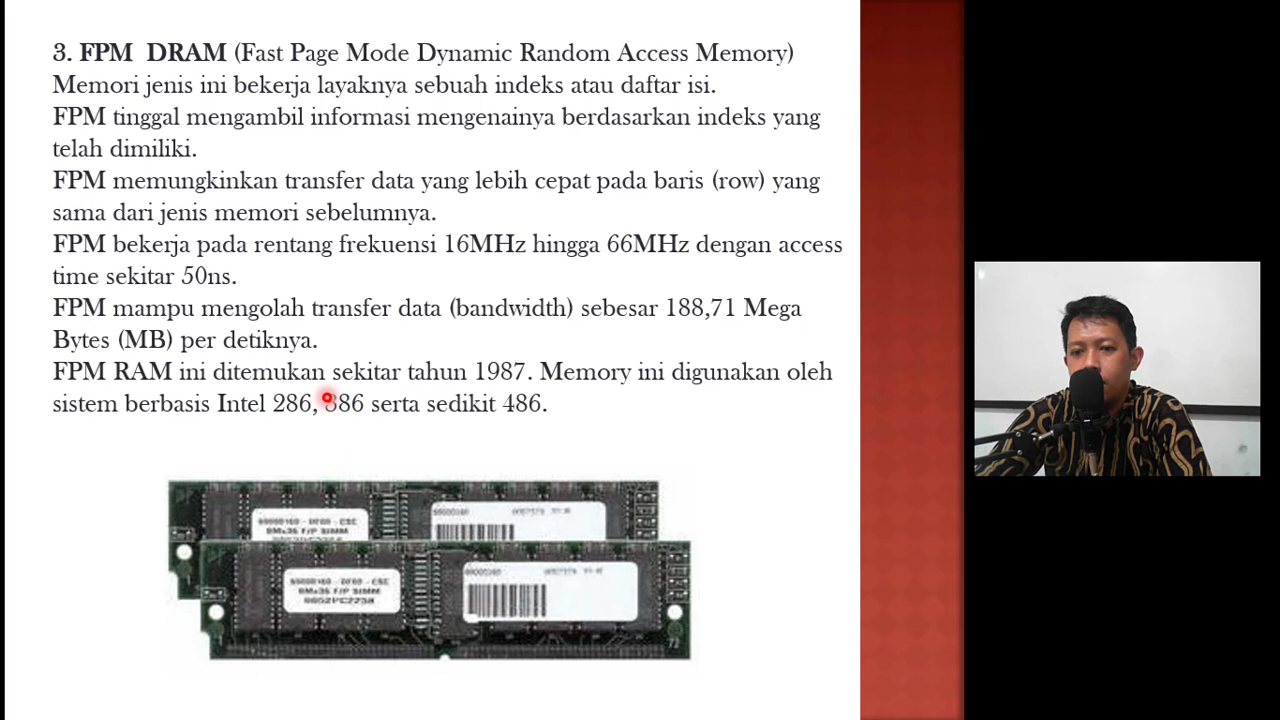 3. FPM DRAM (Fast Page Mode Dynamic Random Access Memory)
Memori jenis ini bekerja layaknya sebuah indeks atau daftar isi.
FPM tinggal mengambil informasi mengenainya berdasarkan indeks yang
telah dimiliki.
FPM memungkinkan transfer data yang lebih cepat pada baris (row) yang
sama dari jenis memori sebelumnya.
FPM bekerja pada rentang frekuensi 16MHz hingga 66MHz dengan access
time sekitar 50ns.
FPM mampu mengolah transfer data (bandwidth) sebesar 188,71 Mega
Bytes (MB) per detiknya.
FPM RAM ini ditemukan sekitar tahun 1987. Memory ini digunakan oleh
sistem berbasis Intel 286, 386 serta sedikit 486.
8Mx36 F/P SIMM
8Mx36 F/P SIMM